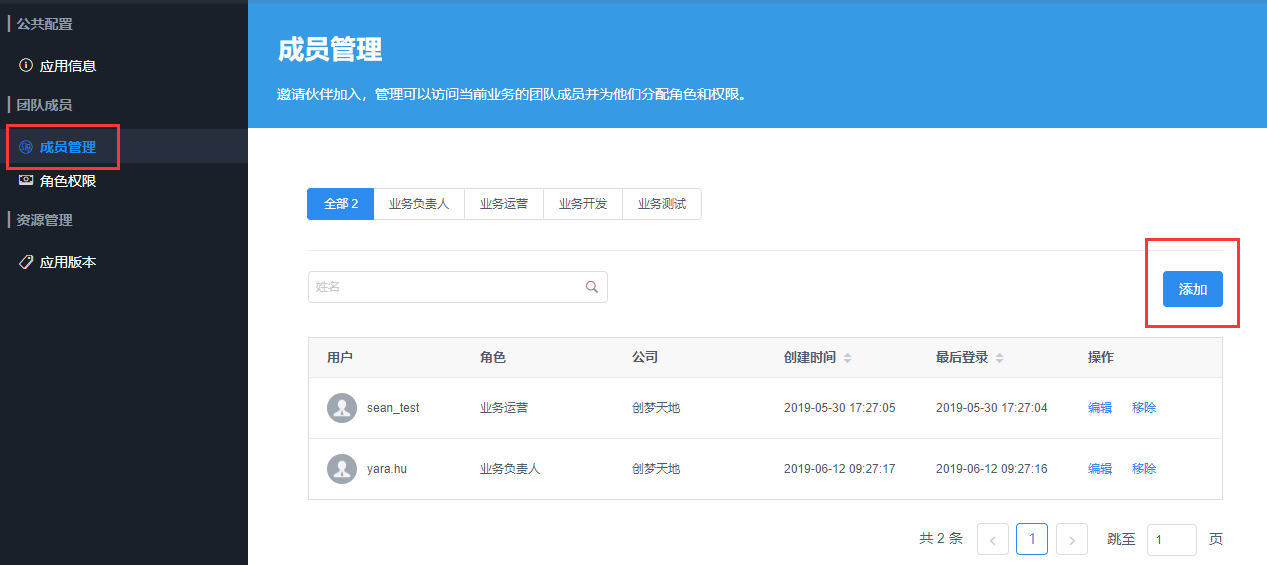 公共配置
应用信息
团队成员
成员管理
角色权限
资源管理
应用版本
成员管理
邀请伙伴加入，管理可以访问当前业务的团队成员并为他们分配角色和权限。
全部 2 业务负责人 业务运营 业务开发 业务测试
姓名
添加
用户 角色 公司 创建时间 最后登录 操作
sean_test 业务运营 创梦天地 2019-05-30 17:27:05 2019-05-30 17:27:04 编辑 移除
yara.hu 业务负责人 创梦天地 2019-06-12 09:27:17 2019-06-12 09:27:16 编辑 移除
共 2 条 < 1 > 跳至 1 页